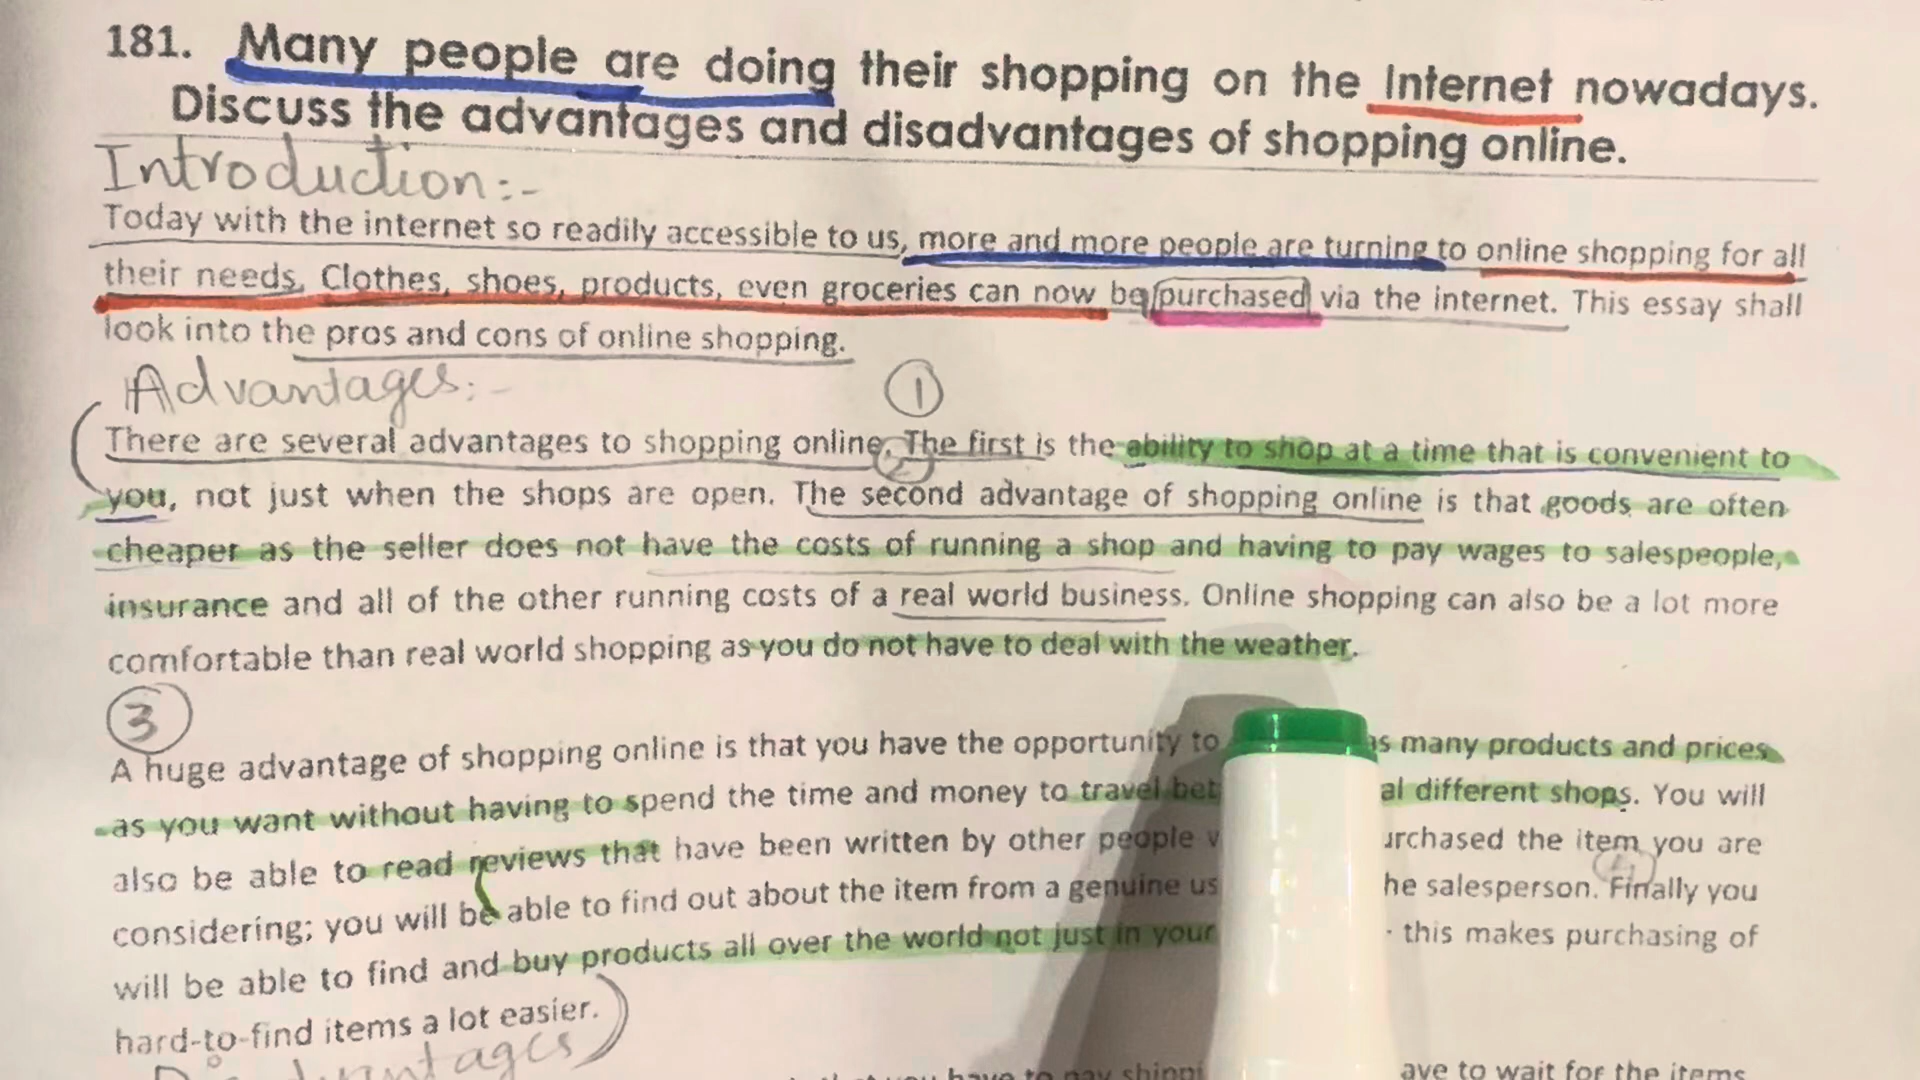 181. Many people are doing their shopping on the Internet nowadays.
Discuss the advantages and disadvantages of shopping online.
Introduction:-
Today with the internet so readily accessible to us, more and more people are turning to online shopping for all
their needs. Clothes, shoes, products, even groceries can now be purchased via the internet. This essay shall
look into the pros and cons of online shopping.
Advantages:-
1
There are several advantages to shopping online. The first is the ability to shop at a time that is convenient to
2
you, not just when the shops are open. The second advantage of shopping online is that goods are often
cheaper as the seller does not have the costs of running a shop and having to pay wages to salespeople,
insurance and all of the other running costs of a real world business. Online shopping can also be a lot more
comfortable than real world shopping as you do not have to deal with the weather.
3
A huge advantage of shopping online is that you have the opportunity to as many products and prices
as you want without having to spend the time and money to travel different shops. You will
also be able to read reviews that have been written by other people the item you are
4
considering; you will be able to find out about the item from a genuine salesperson. Finally you
will be able to find and buy products all over the world not just in your this makes purchasing of
hard-to-find items a lot easier.
Disadvantages
have to pay to wait for the items